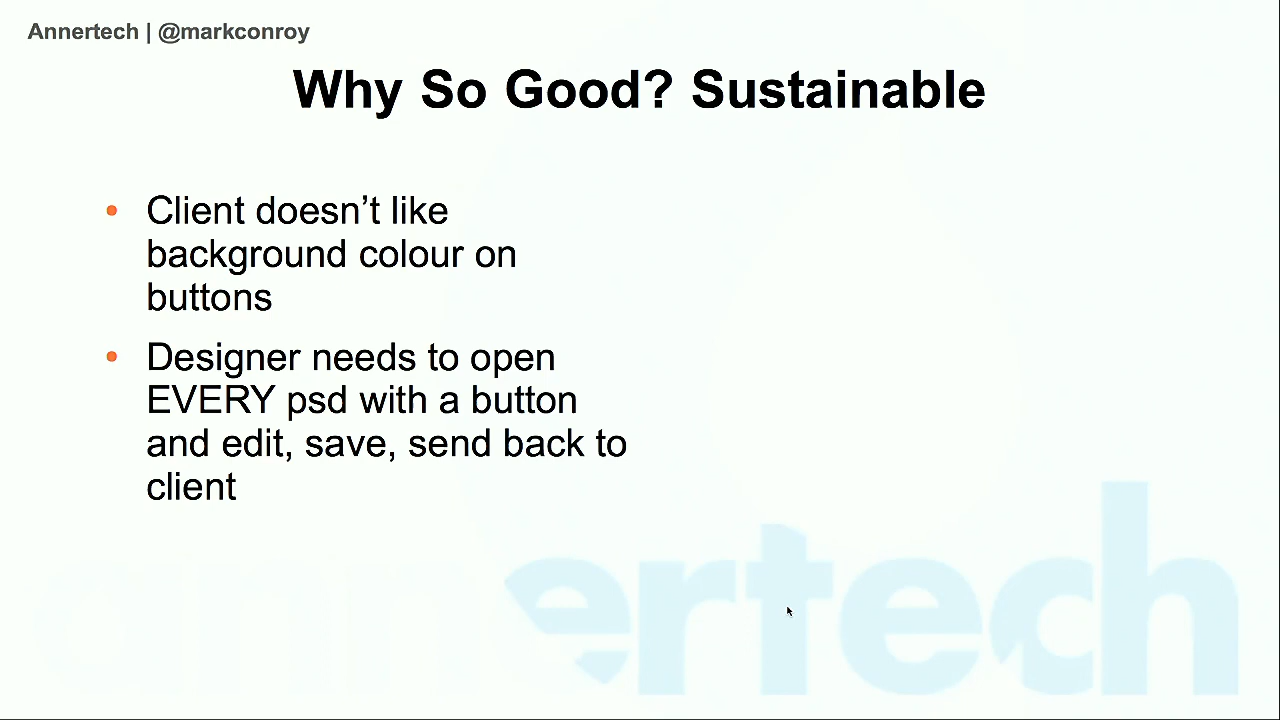 Annertech | @markconroy
Why So Good? Sustainable
• Client doesn’t like
background colour on
buttons
• Designer needs to open
EVERY psd with a button
and edit, save, send back to
client
annertech